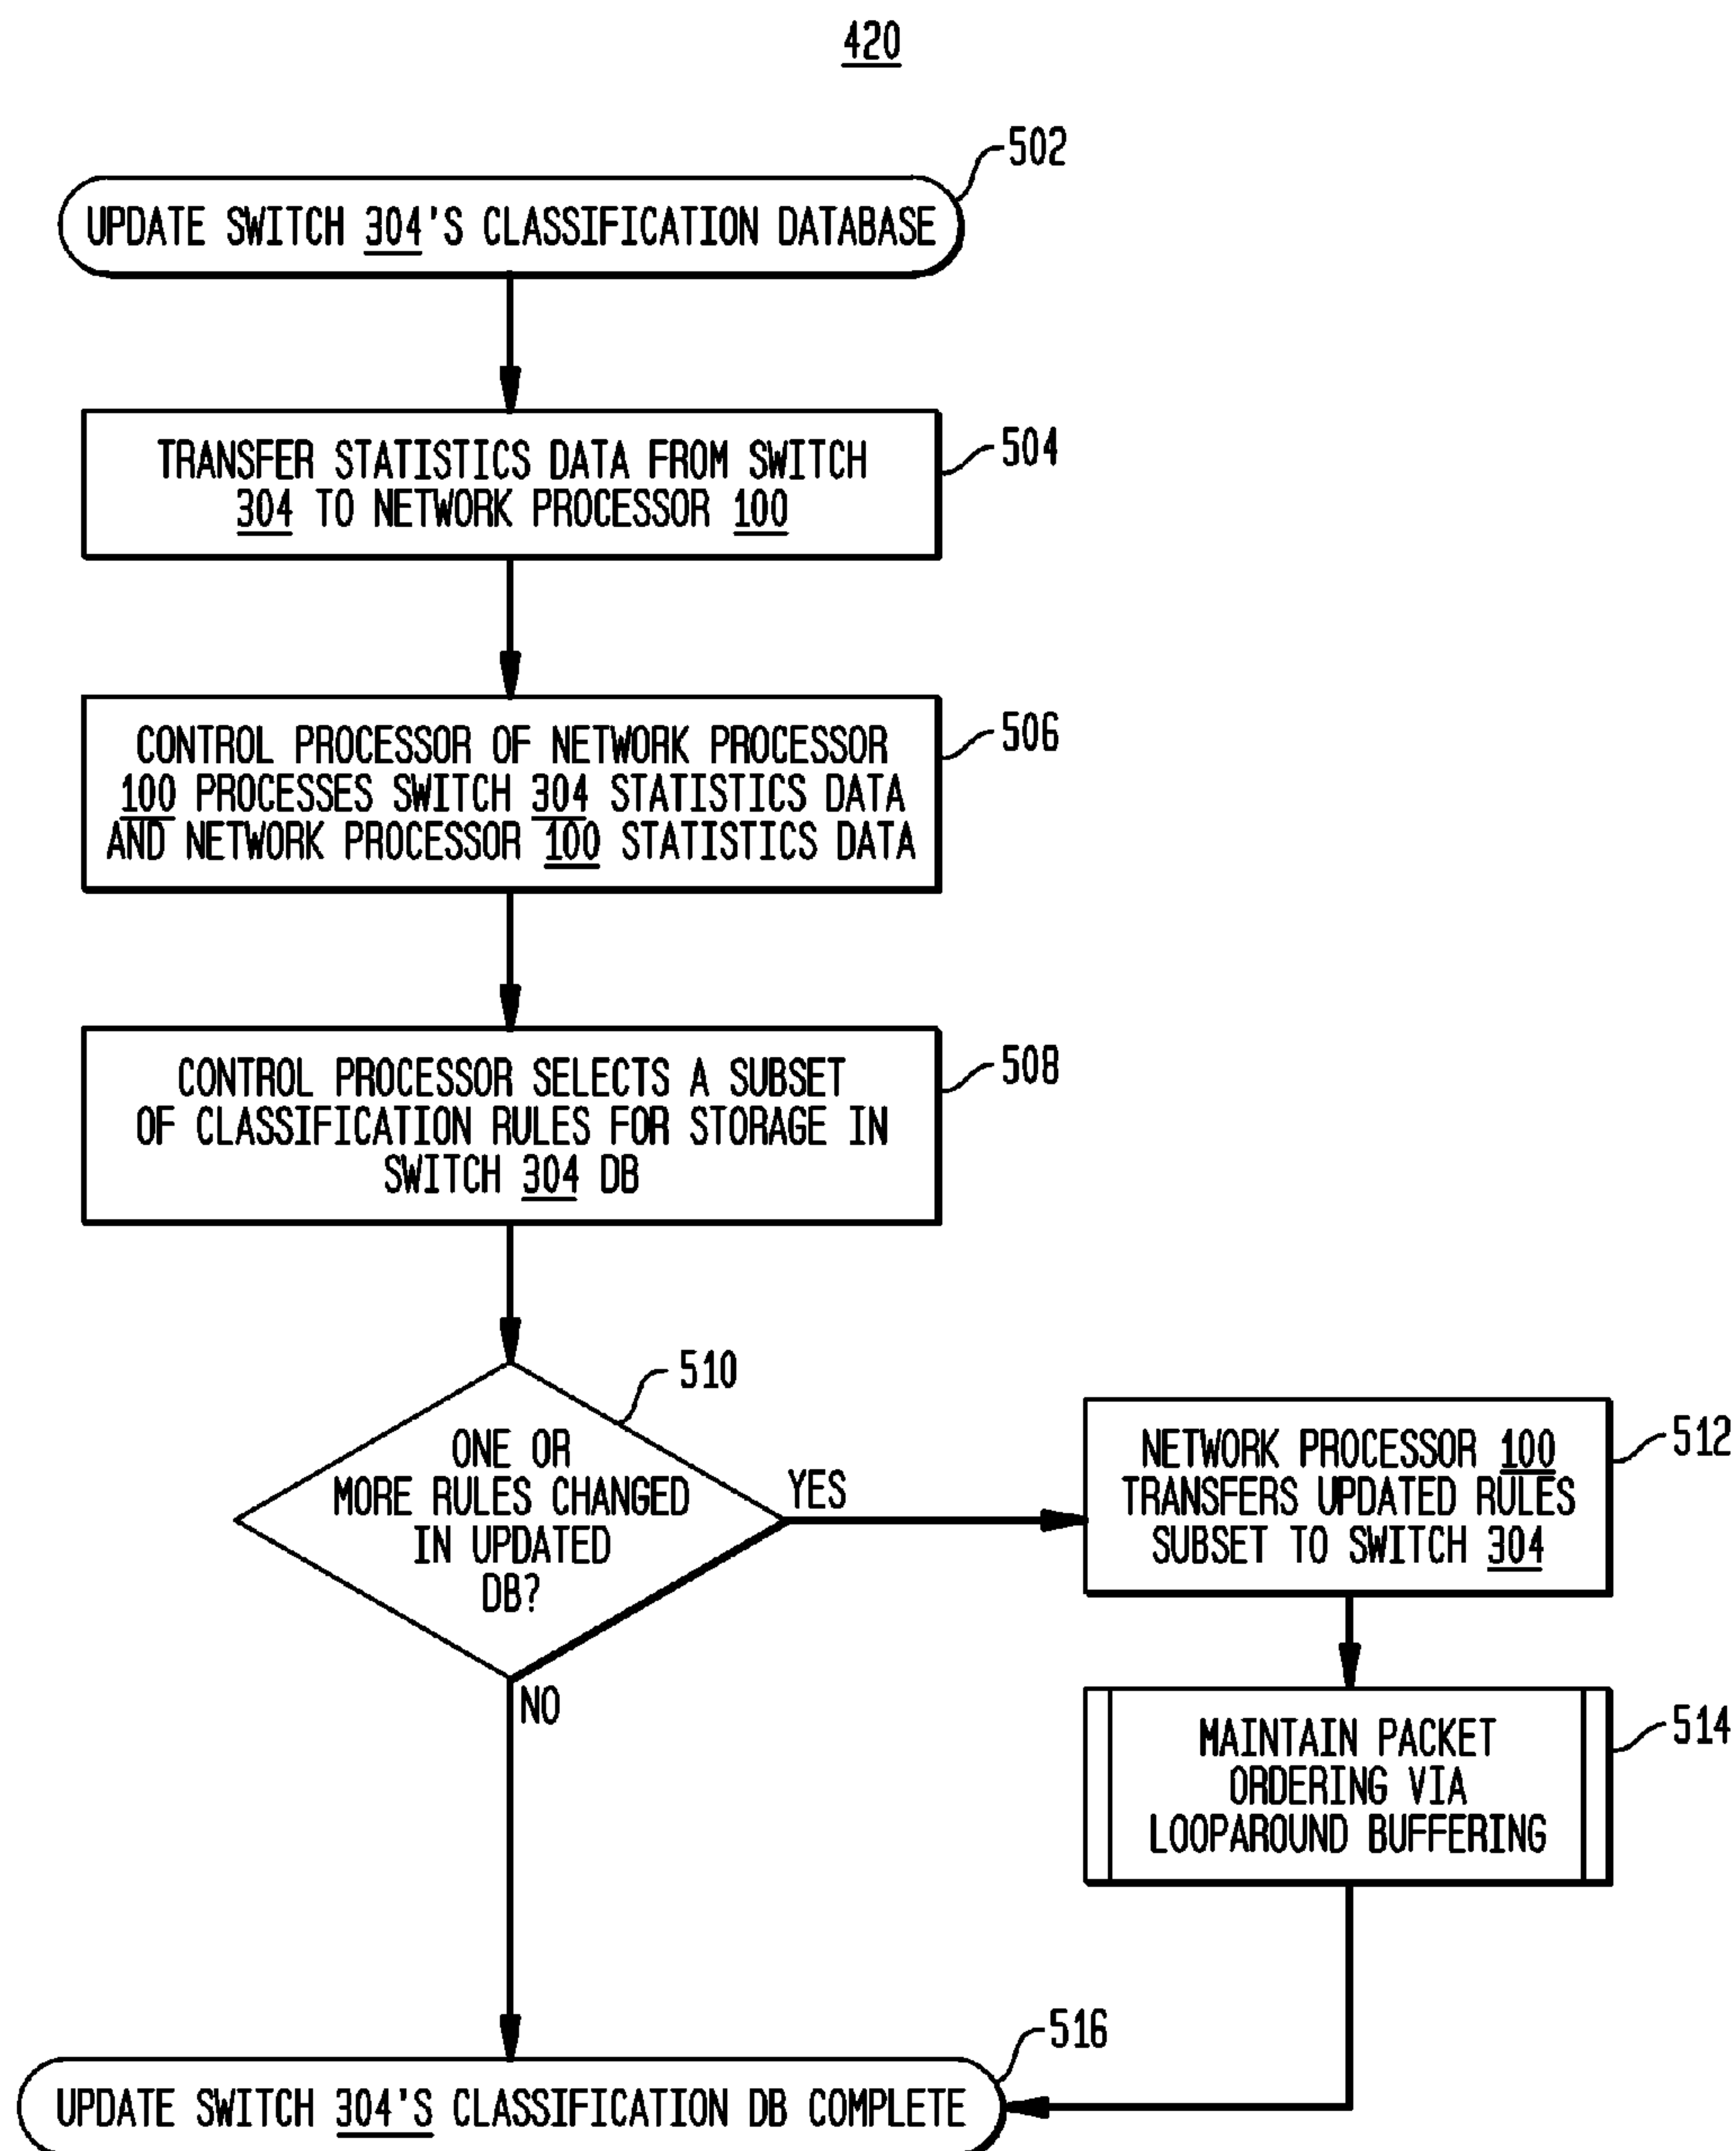 420
502
UPDATE SWITCH 304'S CLASSIFICATION DATABASE
504
TRANSFER STATISTICS DATA FROM SWITCH
304 TO NETWORK PROCESSOR 100
506
CONTROL PROCESSOR OF NETWORK PROCESSOR
100 PROCESSES SWITCH 304 STATISTICS DATA
AND NETWORK PROCESSOR 100 STATISTICS DATA
508
CONTROL PROCESSOR SELECTS A SUBSET
OF CLASSIFICATION RULES FOR STORAGE IN
SWITCH 304 DB
510
ONE OR
MORE RULES CHANGED
IN UPDATED
DB?
YES
NO
512
NETWORK PROCESSOR 100
TRANSFERS UPDATED RULES
SUBSET TO SWITCH 304
514
MAINTAIN PACKET
ORDERING VIA
LOOPAROUND BUFFERING
516
UPDATE SWITCH 304'S CLASSIFICATION DB COMPLETE